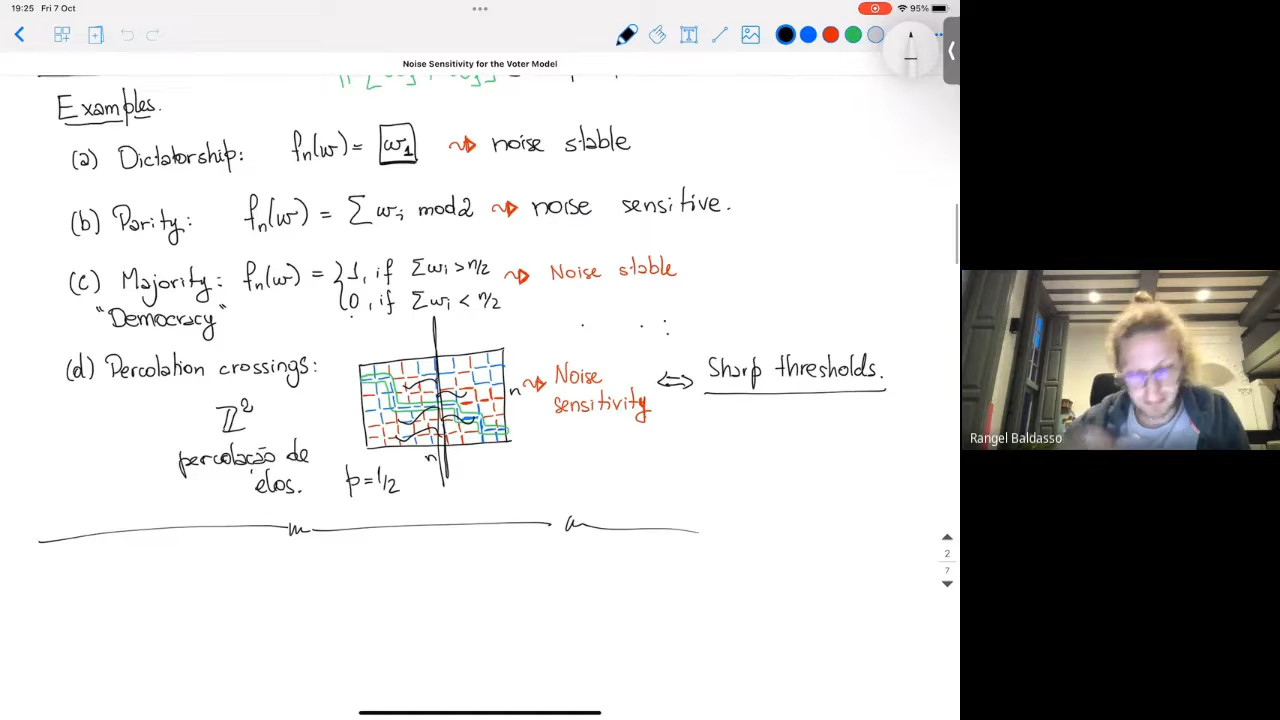 19:25 Fri 7 Oct
95%
Noise Sensitivity for the Voter Model
Examples.
(a) Dictatorship: fn(ω) = ω1 ⇝ noise stable
(b) Parity: fn(ω) = ∑ ωi mod 2 ⇝ noise sensitive.
(c) Majority: fn(ω) = { 1, if ∑ωi > n/2 ⇝ Noise stable
0, if ∑ωi < n/2
"Democracy"
(d) Percolation crossings: n ⇝ Noise sensitivity ⟺ Sharp thresholds.
ℤ²
n
percolação de elos.
p = 1/2
2
7
Rangel Baldasso